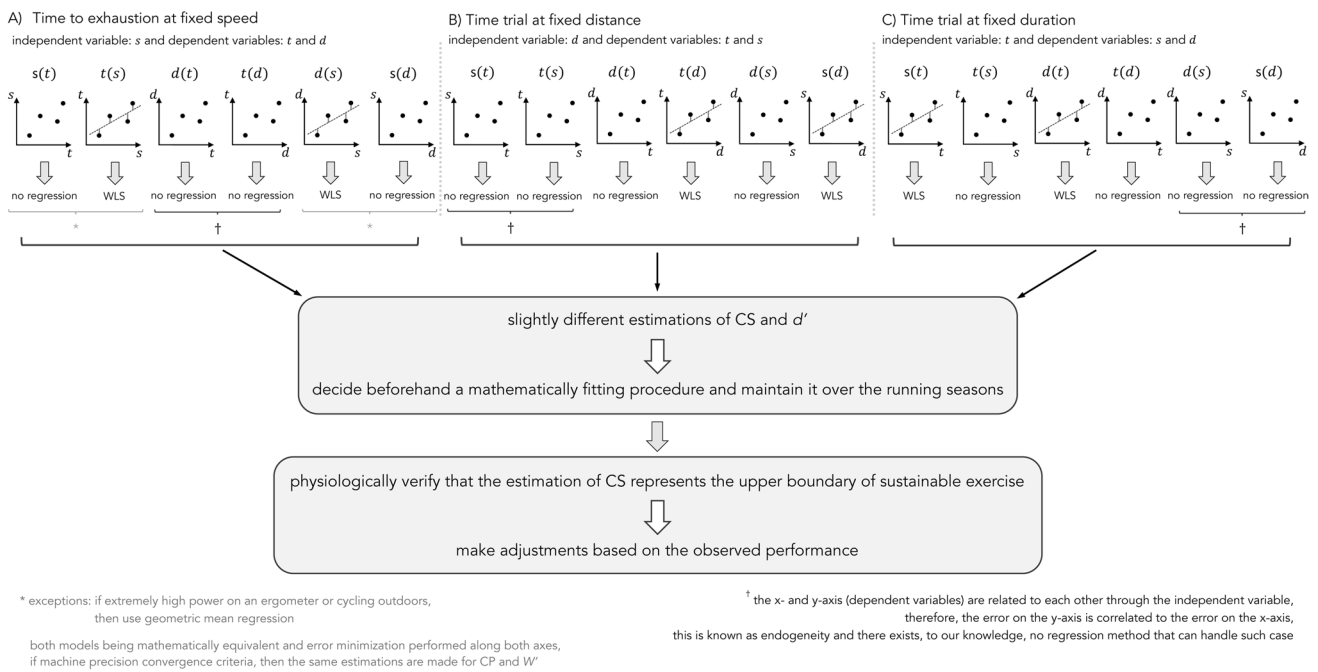 A) Time to exhaustion at fixed speed
independent variable: s and dependent variables: t and d
s(t) t(s) d(t) t(d) d(s) s(d)
s t d t d s
t s t d s d
no regression WLS no regression no regression WLS no regression
* † *
B) Time trial at fixed distance
independent variable: d and dependent variables: t and s
s(t) t(s) d(t) t(d) d(s) s(d)
s t d t d s
t s t d s d
no regression no regression no regression WLS no regression WLS
†
C) Time trial at fixed duration
independent variable: t and dependent variables: s and d
s(t) t(s) d(t) t(d) d(s) s(d)
s t d d d s
t s t t s d
WLS no regression WLS no regression no regression no regression
†
slightly different estimations of CS and d′
decide beforehand a mathematically fitting procedure and maintain it over the running seasons
physiologically verify that the estimation of CS represents the upper boundary of sustainable exercise
make adjustments based on the observed performance
* exceptions: if extremely high power on an ergometer or cycling outdoors,
then use geometric mean regression
both models being mathematically equivalent and error minimization performed along both axes,
if machine precision convergence criteria, then the same estimations are made for CP and W′
† the x- and y-axis (dependent variables) are related to each other through the independent variable,
therefore, the error on the y-axis is correlated to the error on the x-axis,
this is known as endogeneity and there exists, to our knowledge, no regression method that can handle such case